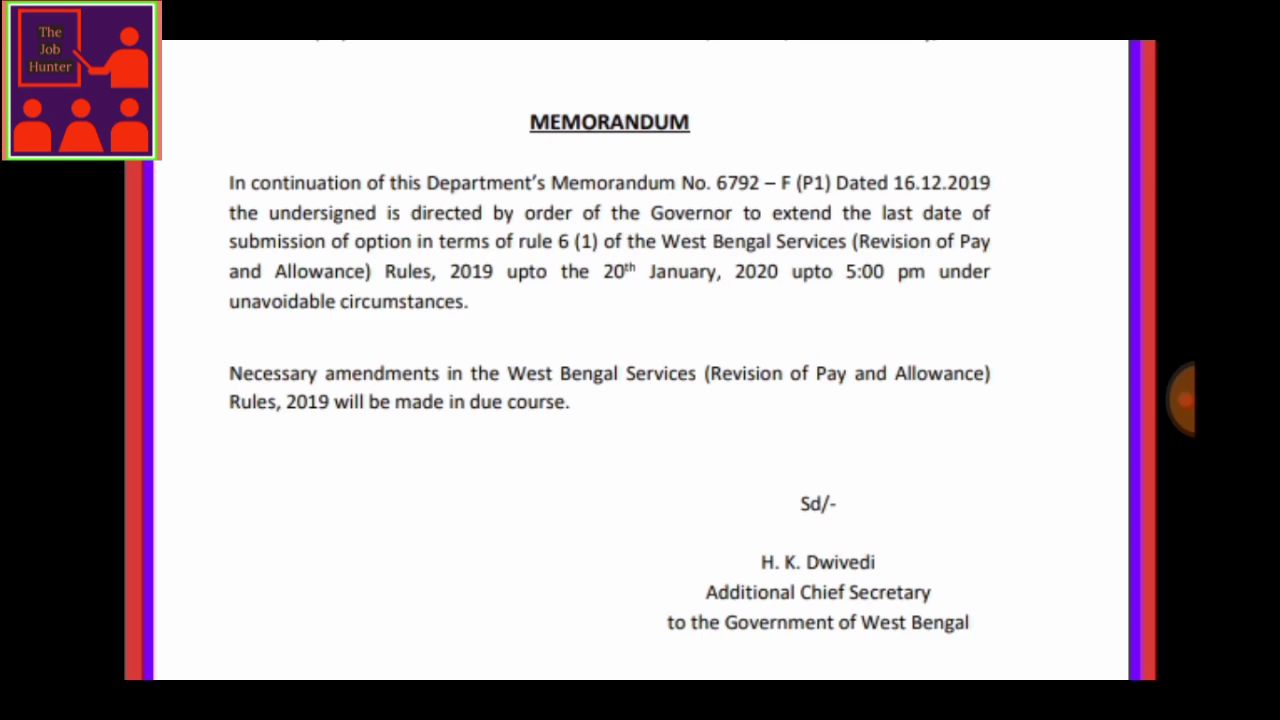 The
Job
Hunter
MEMORANDUM
In continuation of this Department's Memorandum No. 6792 – F (P1) Dated 16.12.2019
the undersigned is directed by order of the Governor to extend the last date of
submission of option in terms of rule 6 (1) of the West Bengal Services (Revision of Pay
and Allowance) Rules, 2019 upto the 20th January, 2020 upto 5:00 pm under
unavoidable circumstances.
Necessary amendments in the West Bengal Services (Revision of Pay and Allowance)
Rules, 2019 will be made in due course.
Sd/-
H. K. Dwivedi
Additional Chief Secretary
to the Government of West Bengal